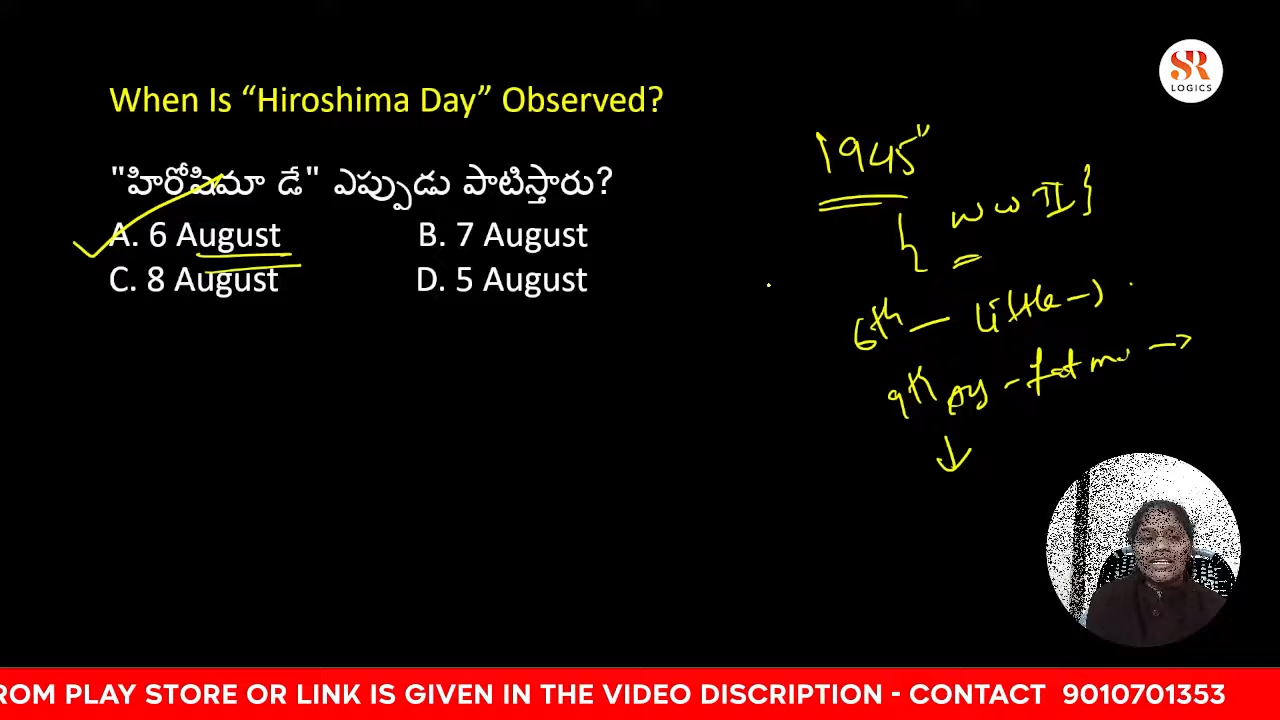 SR
LOGICS
When Is “Hiroshima Day” Observed?
"హిరోషిమా డే" ఎప్పుడు పాటిస్తారు?
A. 6 August B. 7 August
C. 8 August D. 5 August
1945
WW II
6th - Little
9th - fat
ROM PLAY STORE OR LINK IS GIVEN IN THE VIDEO DISCRIPTION - CONTACT 9010701353